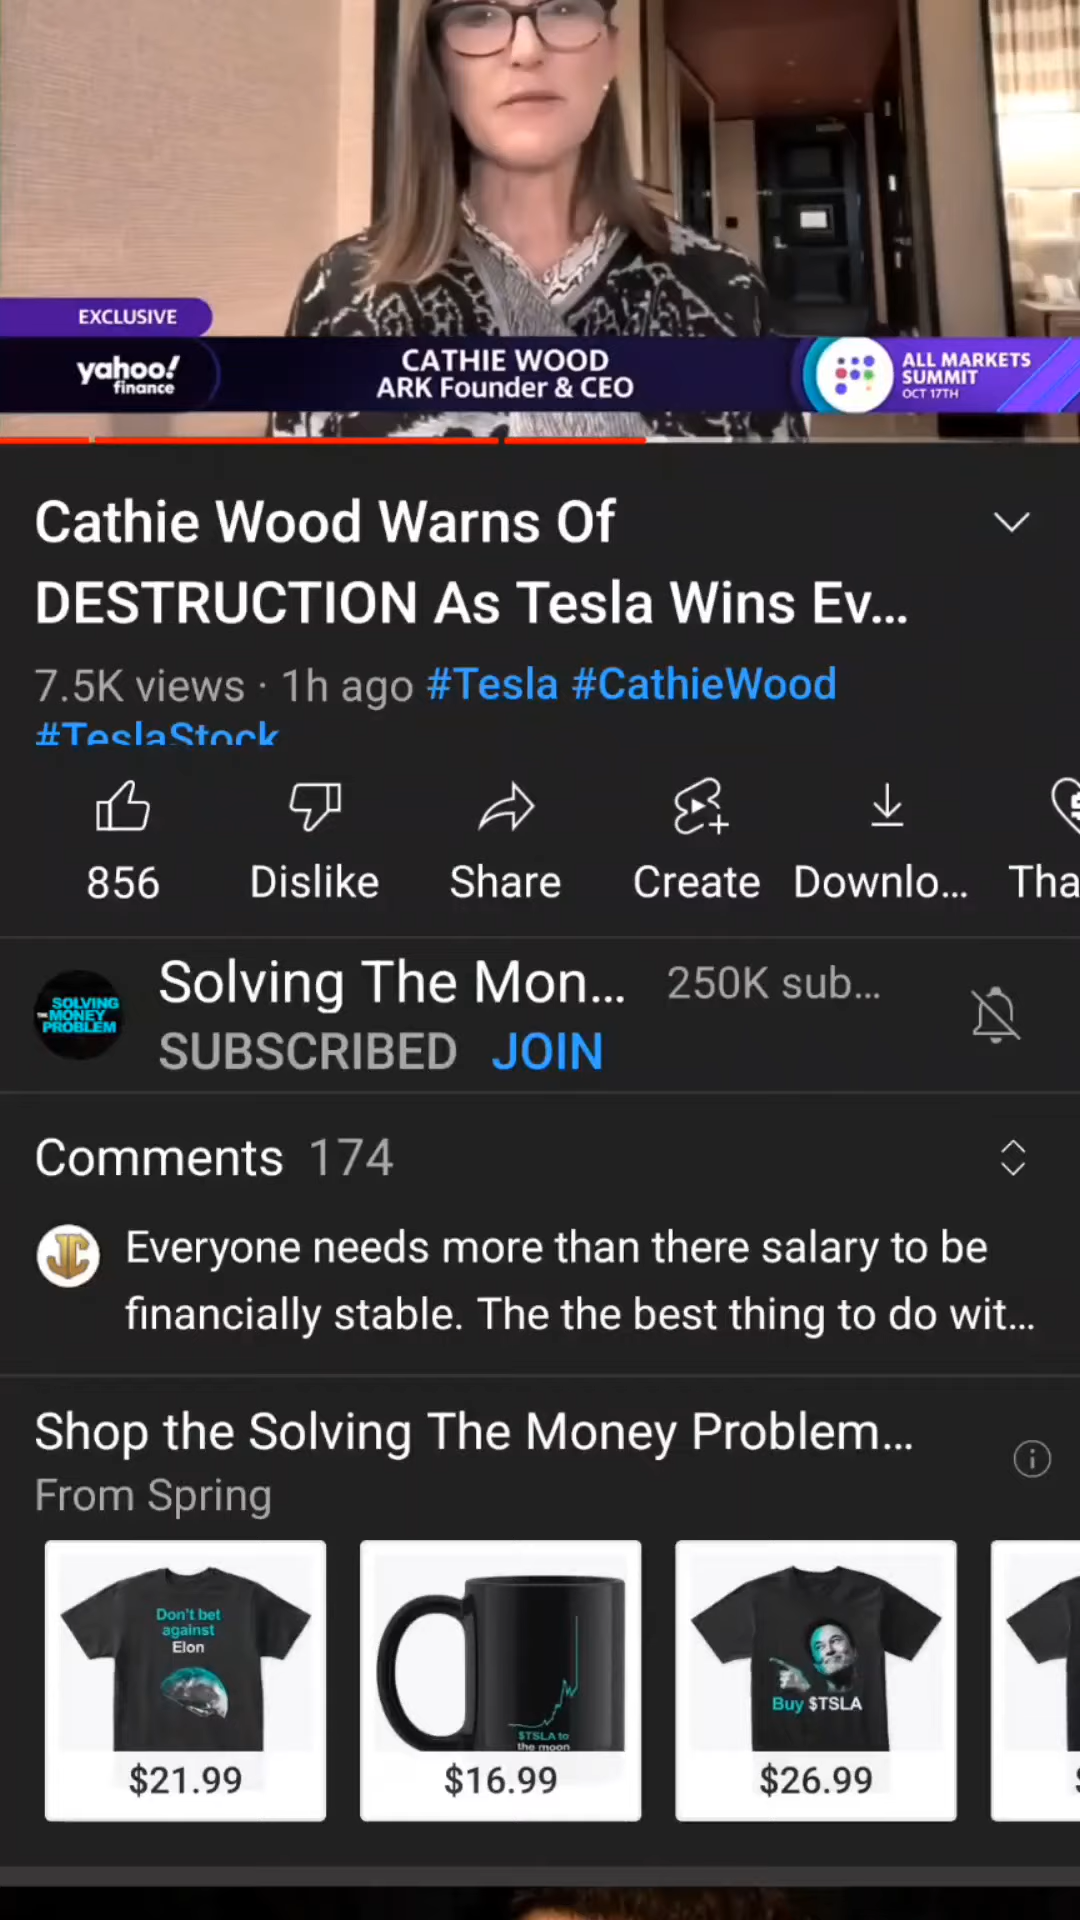 EXCLUSIVE
yahoo!
finance
CATHIE WOOD
ARK Founder & CEO
ALL MARKETS
SUMMIT
OCT 17TH
Cathie Wood Warns Of
DESTRUCTION As Tesla Wins Ev...
7.5K views · 1h ago #Tesla #CathieWood
#TeslaStock
856
Dislike
Share
Create
Downlo...
Tha
SOLVING
THE MONEY
PROBLEM
Solving The Mon... 250K sub...
SUBSCRIBED JOIN
Comments 174
JC
Everyone needs more than there salary to be
financially stable. The the best thing to do wit...
Shop the Solving The Money Problem...
From Spring
Don't bet
against
Elon
$TSLA to
the moon
Buy $TSLA
$21.99
$16.99
$26.99
$